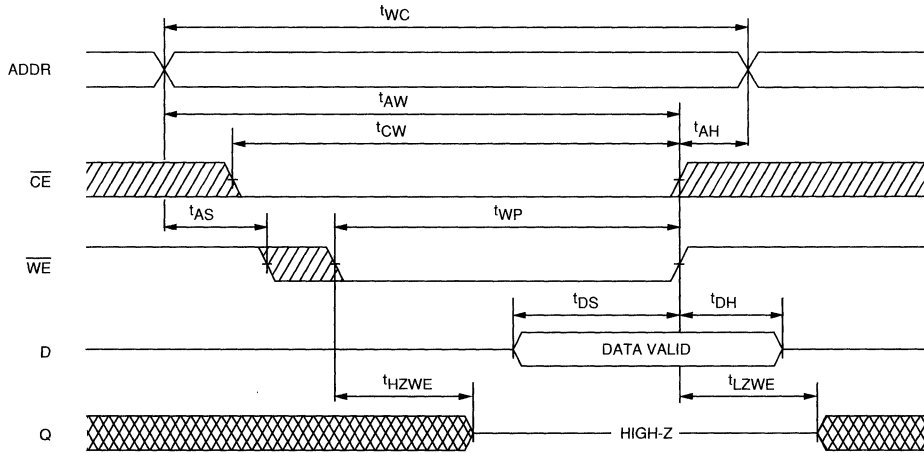 tWC
ADDR
tAW
tCW
tAH
CE
tAS
tWP
WE
tDS
tDH
D
DATA VALID
tHZWE
tLZWE
Q
HIGH-Z